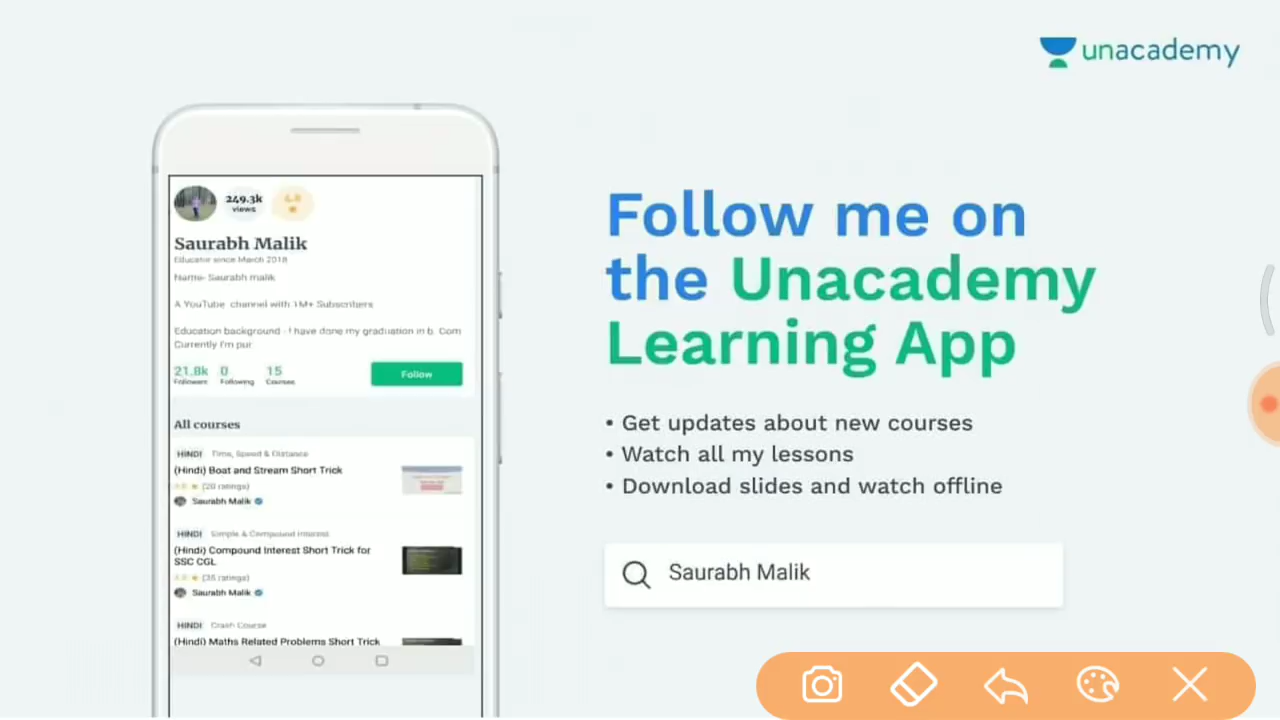 unacademy
249.3k
views
4.8
Saurabh Malik
Educator since March 2018
Name- Saurabh malik
A YouTube channel with 1M+ Subscribers
Education background - I have done my graduation in b. Com
Currently I'm pur
21.8k 0 15
Followers Following Courses
Follow
All courses
HINDI Time, Speed & Distance
(Hindi) Boat and Stream Short Trick
(20 ratings)
Saurabh Malik
HINDI Simple & Compound Interest
(Hindi) Compound Interest Short Trick for
SSC CGL
(35 ratings)
Saurabh Malik
HINDI Crash Course
(Hindi) Maths Related Problems Short Trick
Follow me on
the Unacademy
Learning App
• Get updates about new courses
• Watch all my lessons
• Download slides and watch offline
Saurabh Malik